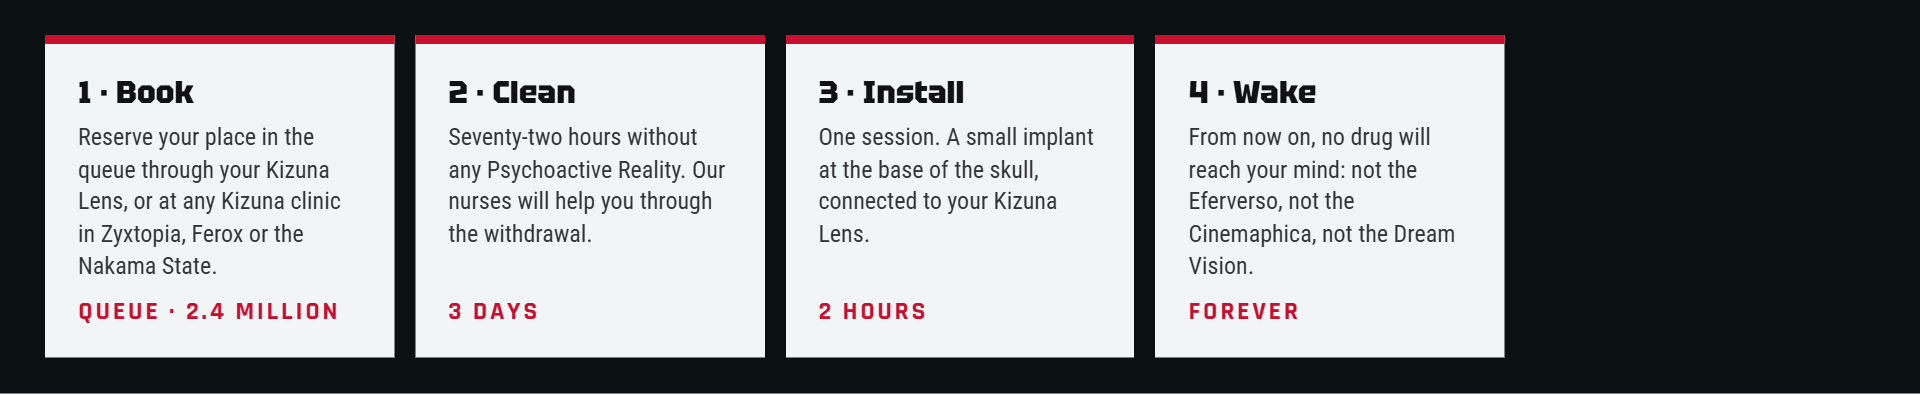 1 · Book
Reserve your place in the
queue through your Kizuna
Lens, or at any Kizuna clinic
in Zyxtopia, Ferox or the
Nakama State.
QUEUE · 2.4 MILLION
2 · Clean
Seventy-two hours without
any Psychoactive Reality. Our
nurses will help you through
the withdrawal.
3 DAYS
3 · Install
One session. A small implant
at the base of the skull,
connected to your Kizuna
Lens.
2 HOURS
4 · Wake
From now on, no drug will
reach your mind: not the
Eferverso, not the
Cinemaphica, not the Dream
Vision.
FOREVER